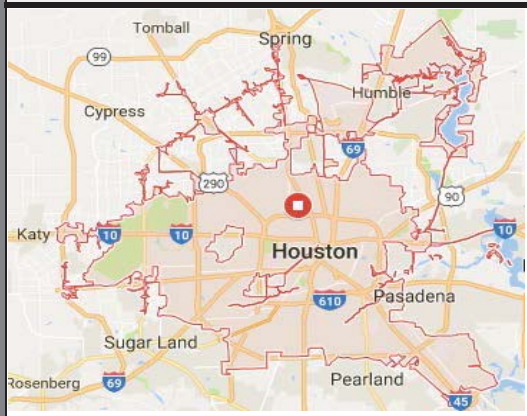 Tomball
Spring
99
Humble
Cypress
69
290
90
Katy
10
10
10
Houston
610
Pasadena
Sugar Land
Rosenberg
69
Pearland
45